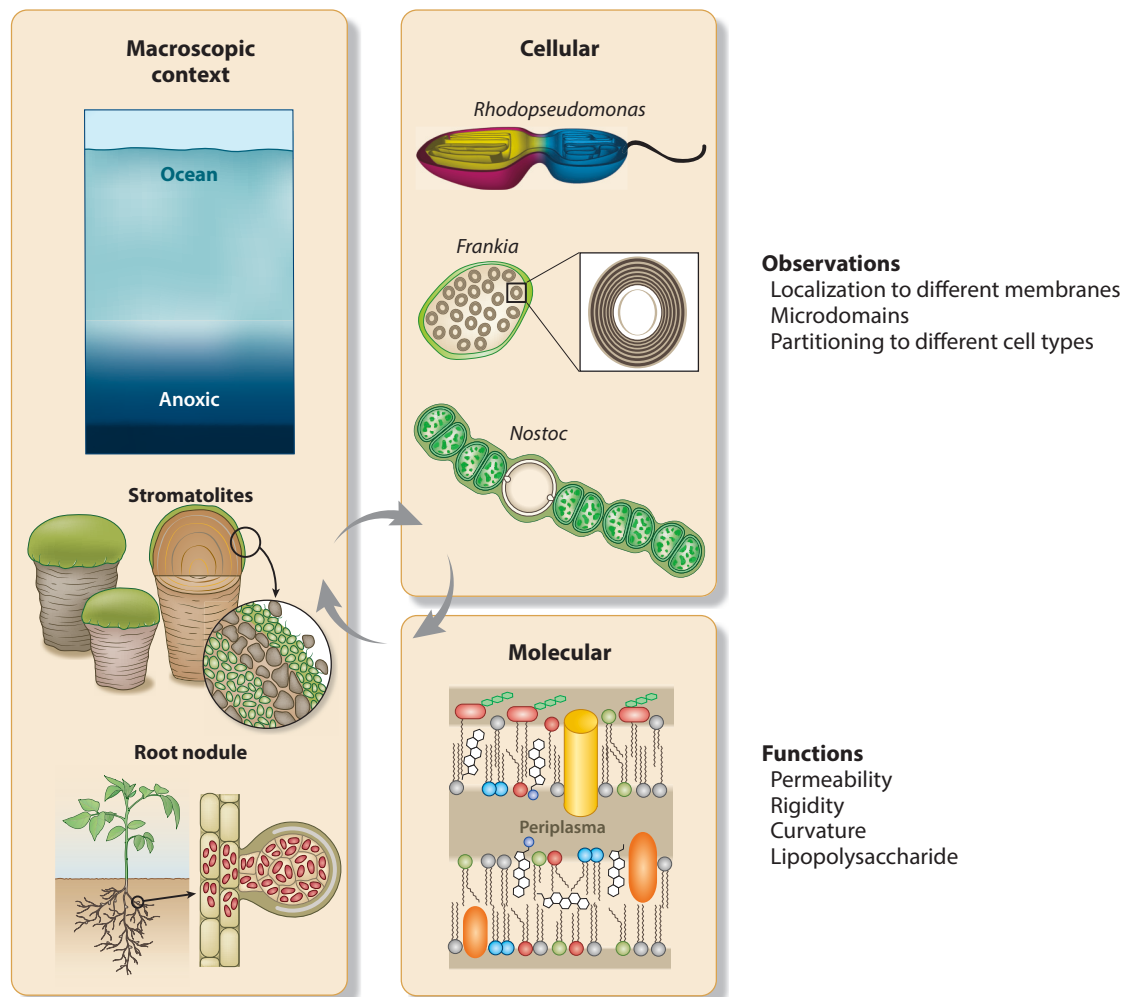 Macroscopic
context
Ocean
Anoxic
Stromatolites
Root nodule
Cellular
Rhodopseudomonas
Frankia
Nostoc
Molecular
Periplasma
Observations
Localization to different membranes
Microdomains
Partitioning to different cell types
Functions
Permeability
Rigidity
Curvature
Lipopolysaccharide